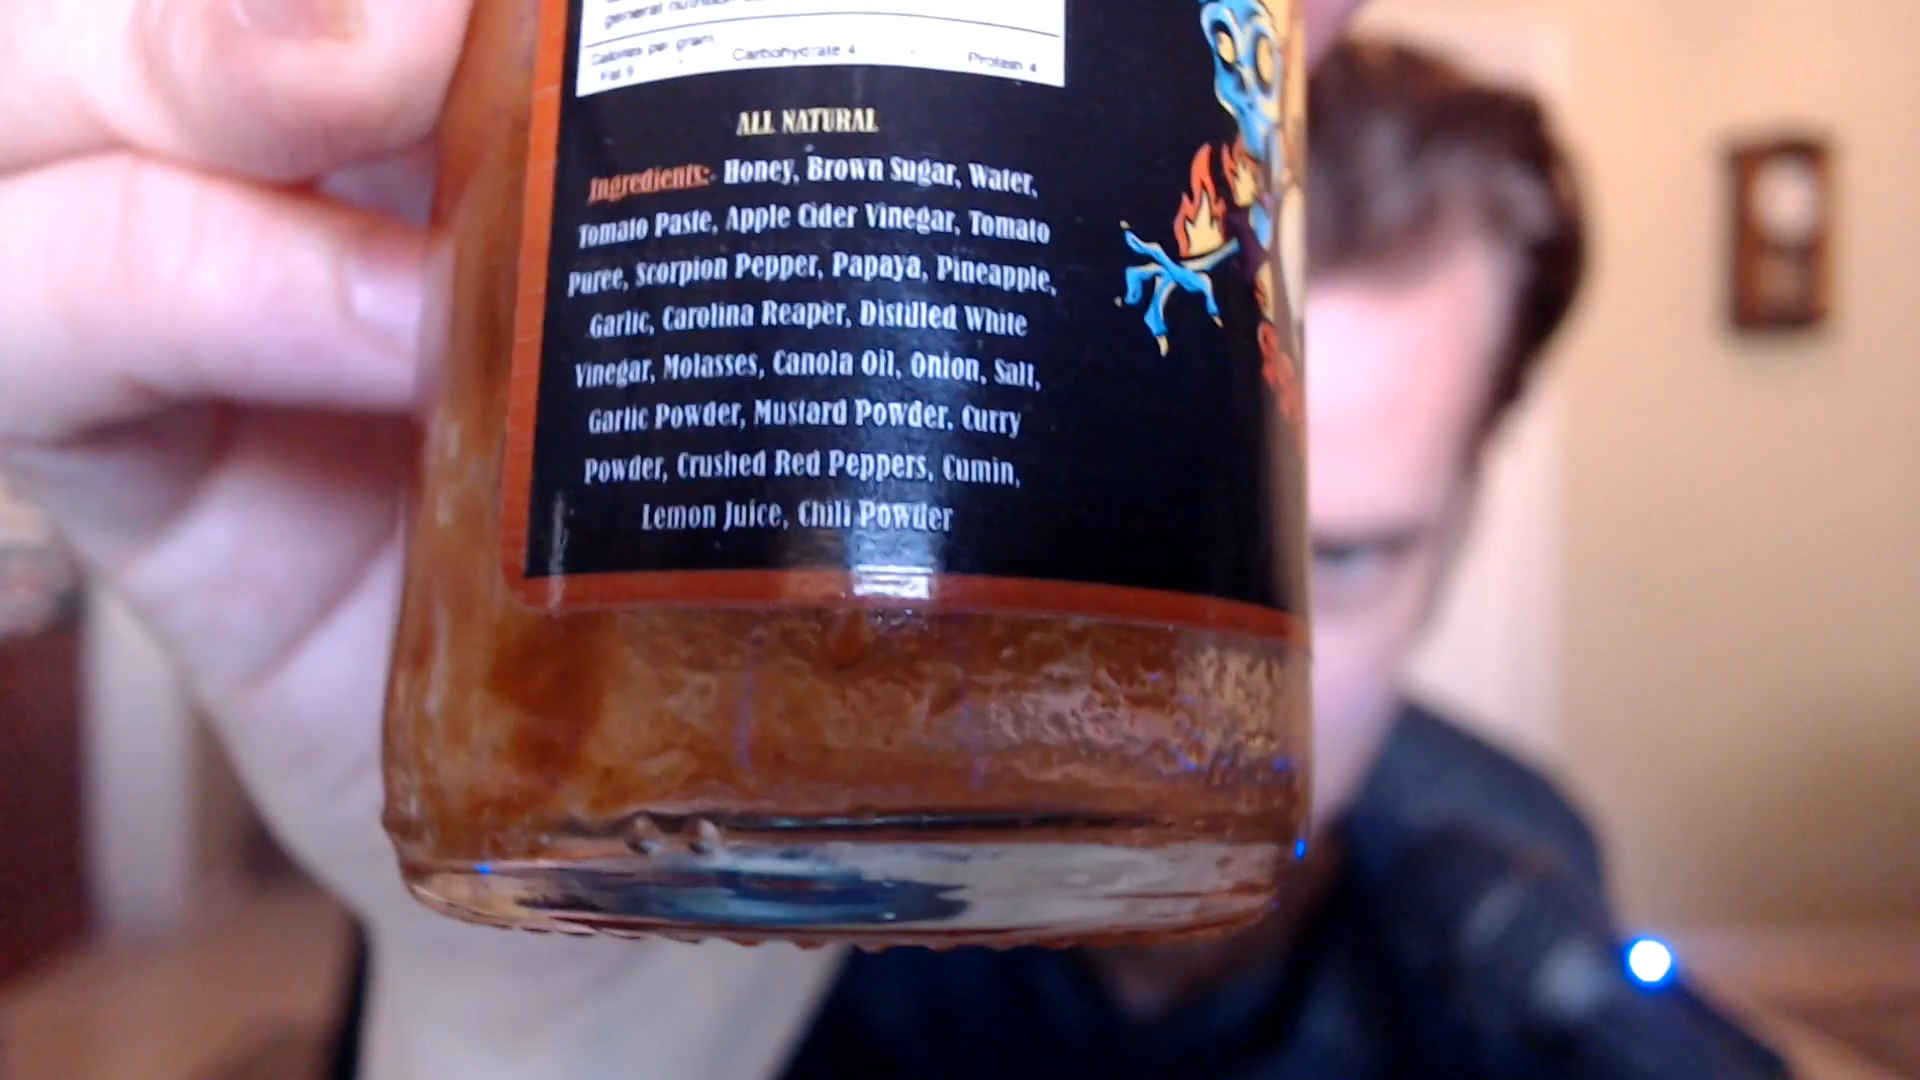 general nutrition
Calories per gram
Fat 9 · Carbohydrate 4 · Protein 4
ALL NATURAL
Ingredients:- Honey, Brown Sugar, Water,
Tomato Paste, Apple Cider Vinegar, Tomato
Puree, Scorpion Pepper, Papaya, Pineapple,
Garlic, Carolina Reaper, Distilled White
Vinegar, Molasses, Canola Oil, Onion, Salt,
Garlic Powder, Mustard Powder, Curry
Powder, Crushed Red Peppers, Cumin,
Lemon Juice, Chili Powder